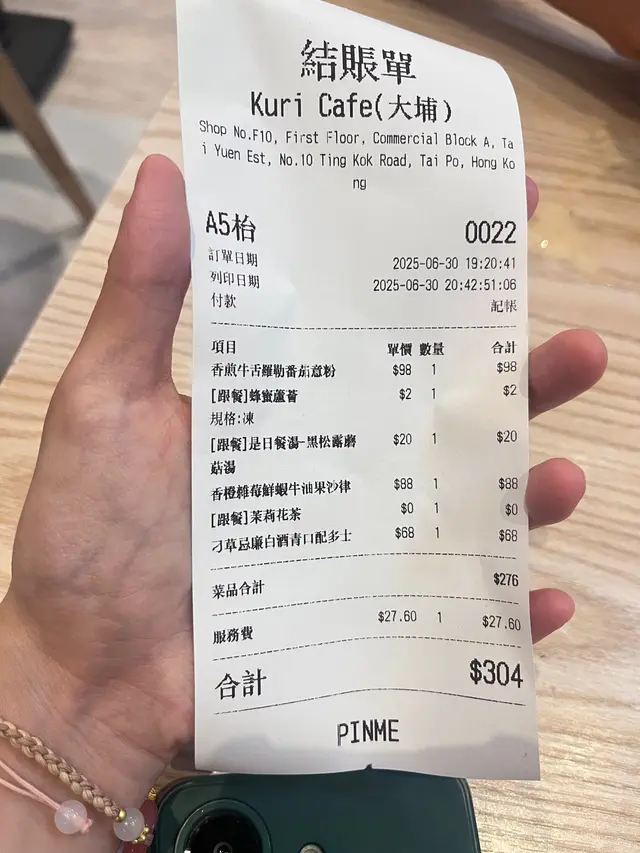 結賬單
Kuri Cafe(大埔)
Shop No.F10, First Floor, Commercial Block A, Ta
i Yuen Est, No.10 Ting Kok Road, Tai Po, Hong Ko
ng
A5枱 0022
訂單日期 2025-06-30 19:20:41
列印日期 2025-06-30 20:42:51:06
付款 記帳
項目 單價 數量 合計
香煎牛舌羅勒番茄意粉 $98 1 $98
[跟餐]蜂蜜蘆薈 $2 1 $2
規格:凍
[跟餐]是日餐湯-黑松露蘑 $20 1 $20
菇湯
香橙雜莓鮮蝦牛油果沙律 $88 1 $88
[跟餐]茉莉花茶 $0 1 $0
刁草忌廉白酒青口配多士 $68 1 $68
菜品合計 $276
服務費 $27.60 1 $27.60
合計 $304
PINME